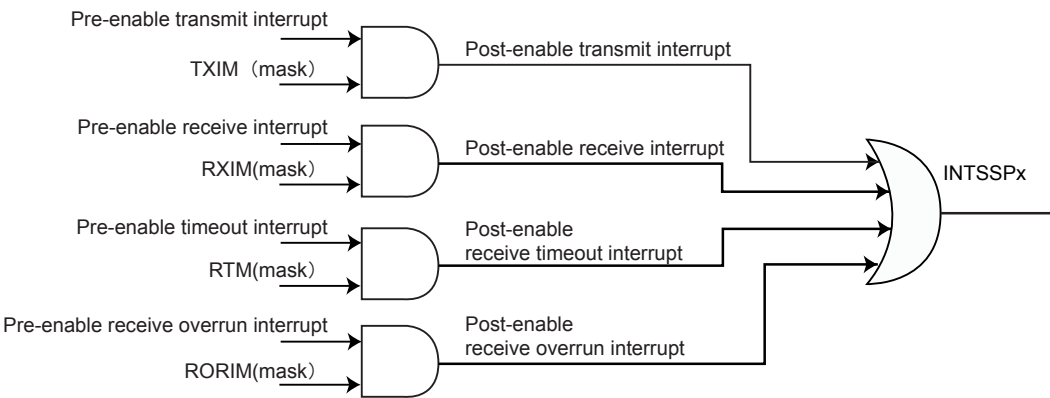 Pre-enable transmit interrupt
TXIM（mask）
Post-enable transmit interrupt
Pre-enable receive interrupt
RXIM(mask）
Post-enable receive interrupt
INTSSPx
Pre-enable timeout interrupt
RTM(mask）
Post-enable
receive timeout interrupt
Pre-enable receive overrun interrupt
RORIM(mask）
Post-enable
receive overrun interrupt